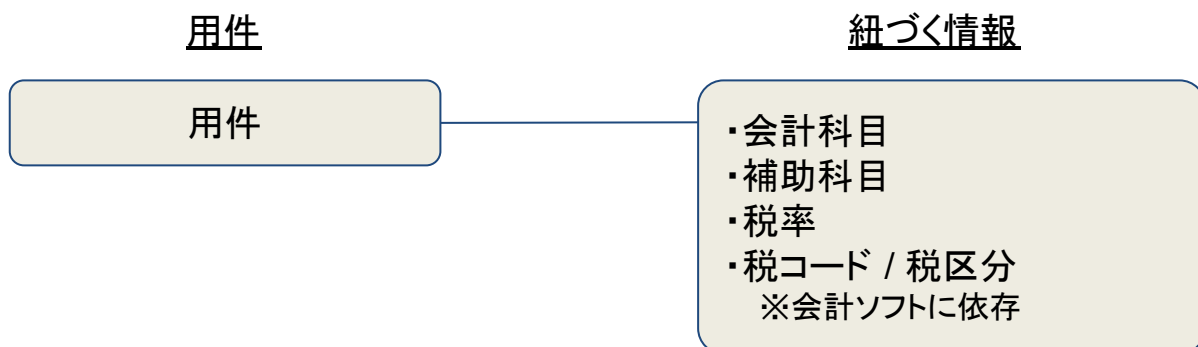 用件
紐づく情報
用件
・会計科目
・補助科目
・税率
・税コード / 税区分
※会計ソフトに依存